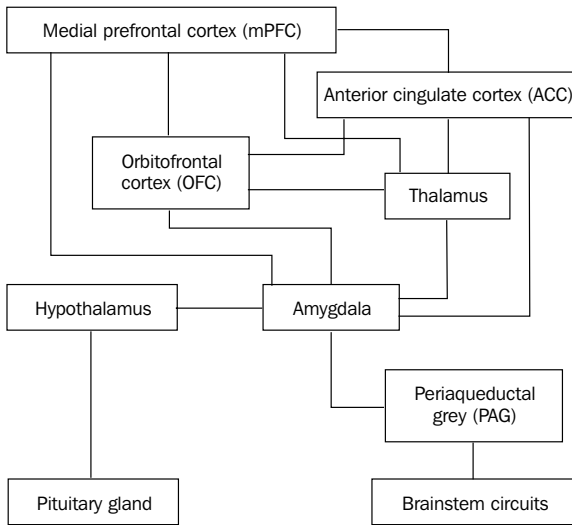 Medial prefrontal cortex (mPFC)
Anterior cingulate cortex (ACC)
Orbitofrontal
cortex (OFC)
Thalamus
Hypothalamus
Amygdala
Periaqueductal
grey (PAG)
Pituitary gland
Brainstem circuits